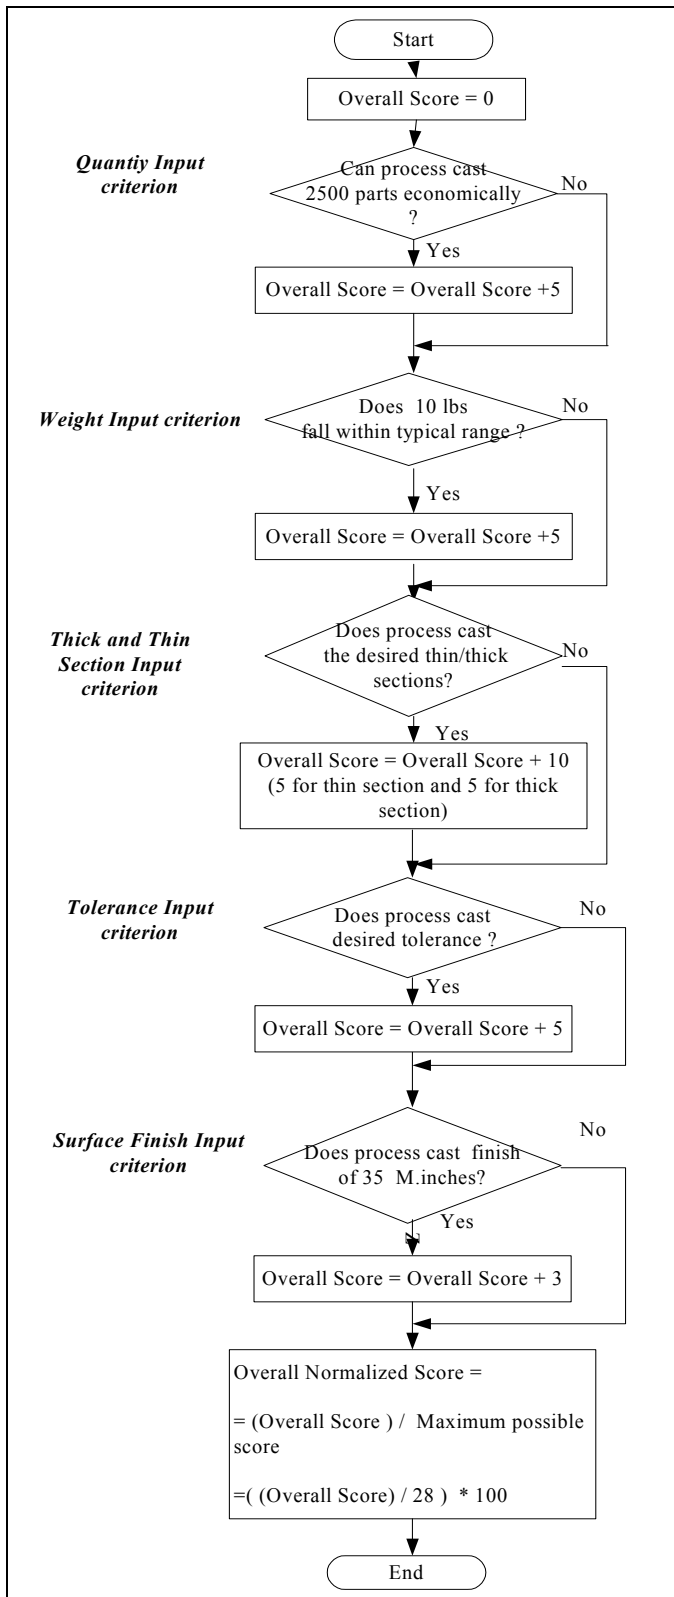 Start
Overall Score = 0
Quantiy Input
criterion
Can process cast
2500 parts economically
?
No
Yes
Overall Score = Overall Score +5
Weight Input criterion
Does 10 lbs
fall within typical range ?
No
Yes
Overall Score = Overall Score +5
Thick and Thin
Section Input
criterion
Does process cast
the desired thin/thick
sections?
No
Yes
Overall Score = Overall Score + 10
(5 for thin section and 5 for thick
section)
Tolerance Input
criterion
Does process cast
desired tolerance ?
No
Yes
Overall Score = Overall Score + 5
Surface Finish Input
criterion
Does process cast finish
of 35 M.inches?
No
Yes
Overall Score = Overall Score + 3
Overall Normalized Score =
= (Overall Score ) / Maximum possible
score
=( (Overall Score) / 28 ) * 100
End